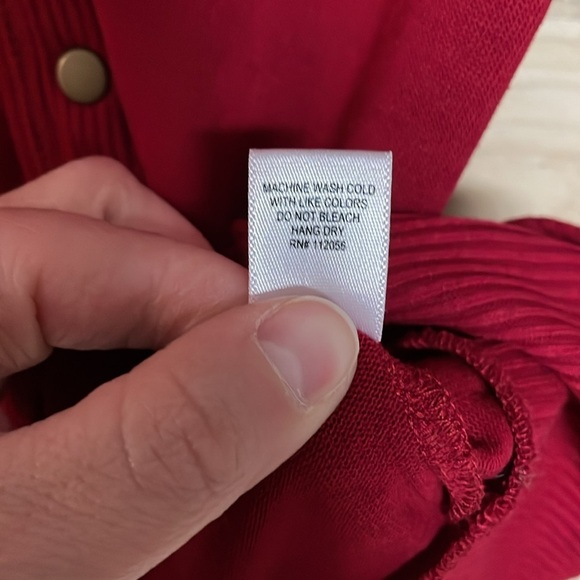 MACHINE WASH COLD
WITH LIKE COLORS
DO NOT BLEACH
HANG DRY
RN# 112056